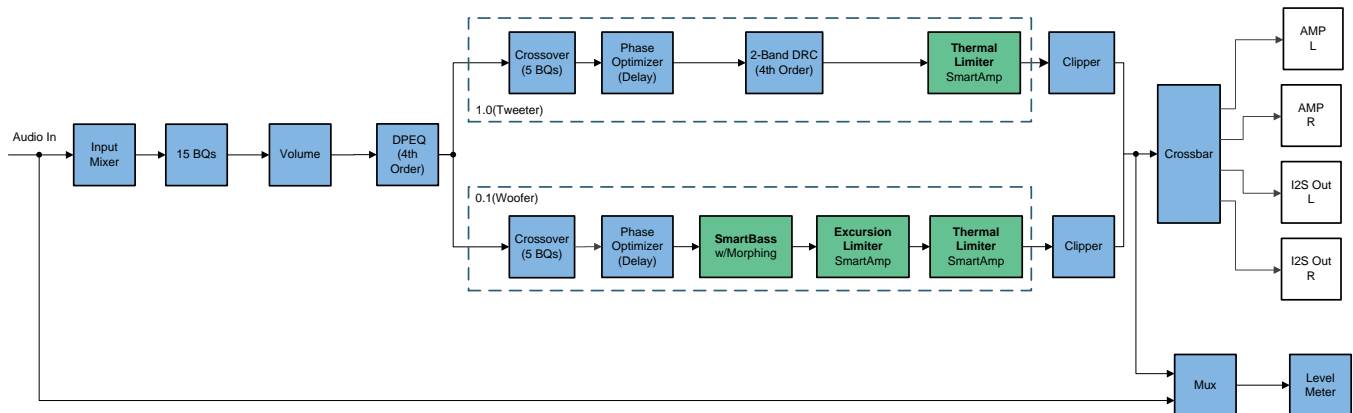 Audio In
Input
Mixer
15 BQs
Volume
DPEQ
(4th
Order)
Crossover
(5 BQs)
Phase
Optimizer
(Delay)
2-Band DRC
(4th Order)
Thermal
Limiter
SmartAmp
1.0(Tweeter)
Clipper
0.1(Woofer)
Crossover
(5 BQs)
Phase
Optimizer
(Delay)
SmartBass
w/Morphing
Excursion
Limiter
SmartAmp
Thermal
Limiter
SmartAmp
Clipper
Crossbar
AMP
L
AMP
R
I2S Out
L
I2S Out
R
Mux
Level
Meter